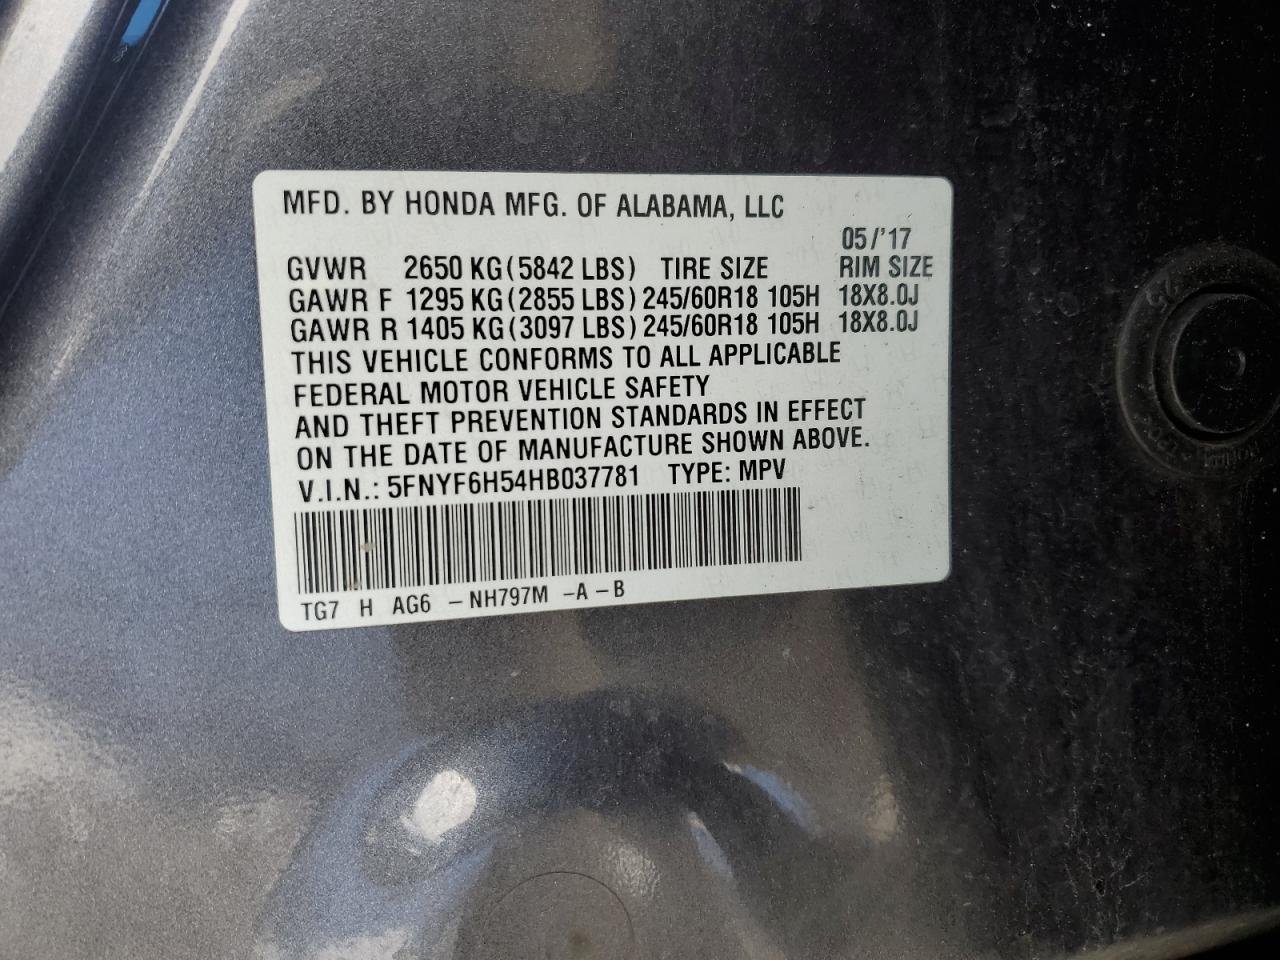 MFD. BY HONDA MFG. OF ALABAMA, LLC
05/'17
GVWR 2650 KG(5842 LBS) TIRE SIZE RIM SIZE
GAWR F 1295 KG(2855 LBS) 245/60R18 105H 18X8.0J
GAWR R 1405 KG(3097 LBS) 245/60R18 105H 18X8.0J
THIS VEHICLE CONFORMS TO ALL APPLICABLE
FEDERAL MOTOR VEHICLE SAFETY
AND THEFT PREVENTION STANDARDS IN EFFECT
ON THE DATE OF MANUFACTURE SHOWN ABOVE.
V.I.N.: 5FNYF6H54HB037781 TYPE: MPV
TG7 H AG6 -NH797M -A-B
25